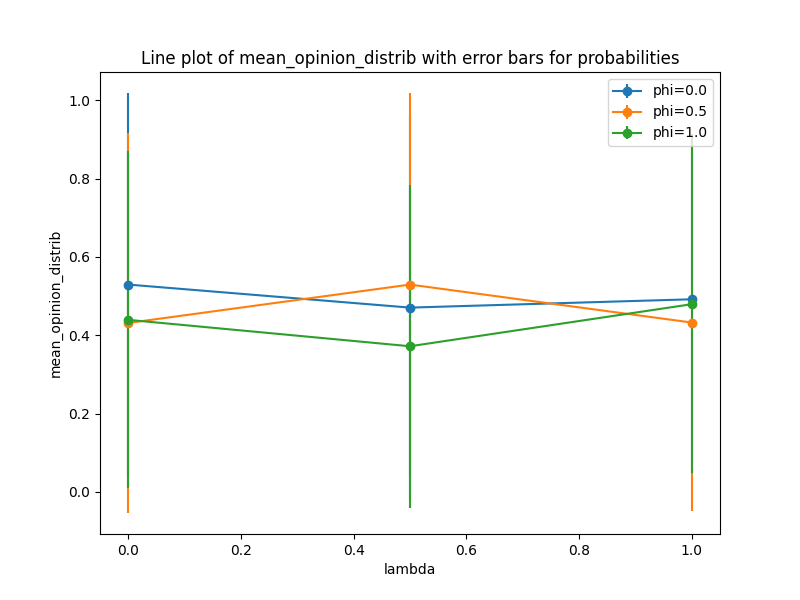 Line plot of mean_opinion_distrib with error bars for probabilities
phi=0.0
phi=0.5
phi=1.0
mean_opinion_distrib
1.0
0.8
0.6
0.4
0.2
0.0
0.0 0.2 0.4 0.6 0.8 1.0
lambda